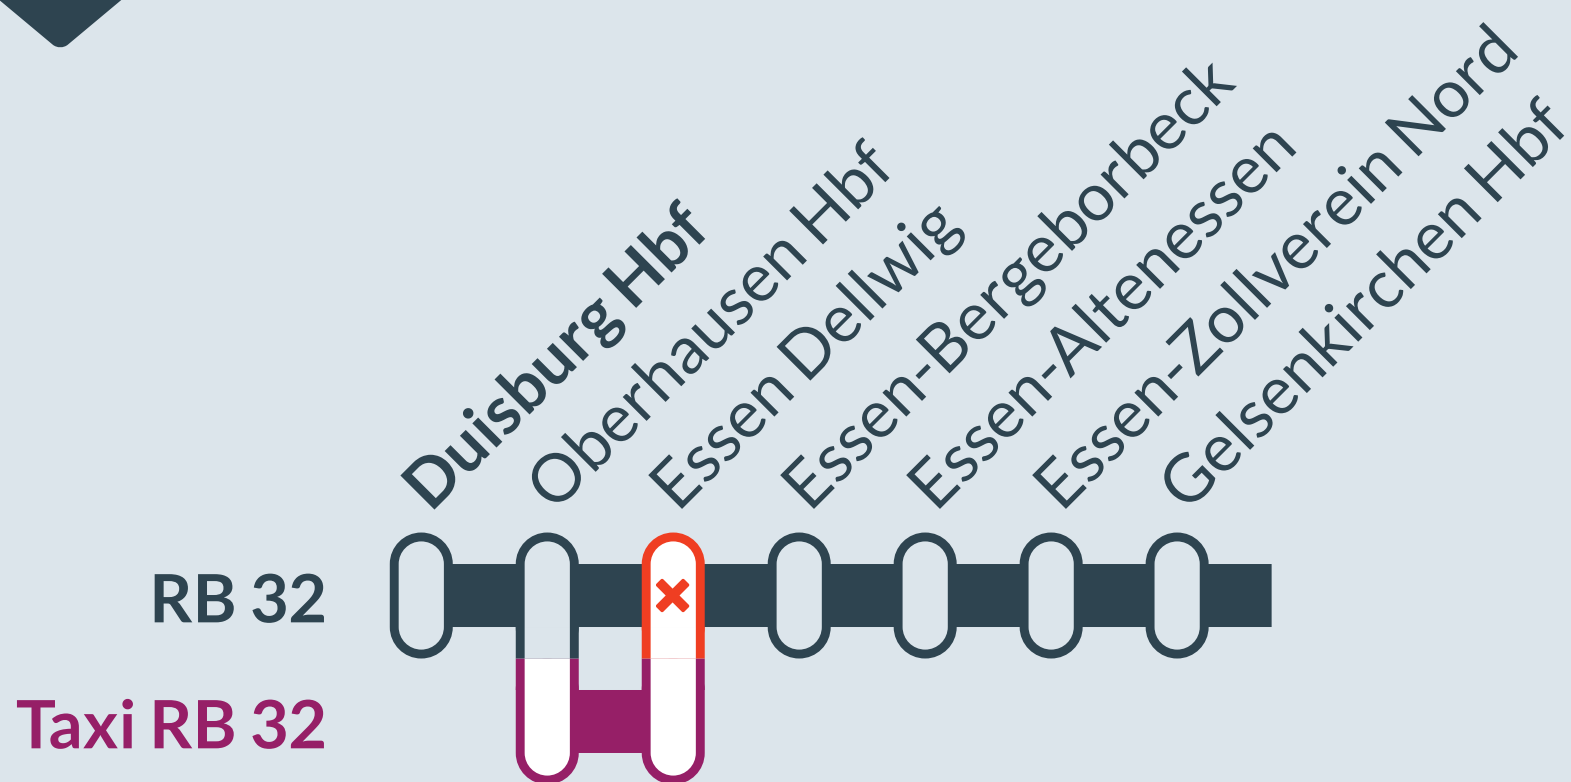 Duisburg Hbf
Oberhausen Hbf
Essen Dellwig
Essen-Bergeborbeck
Essen-Altenessen
Essen-Zollverein Nord
Gelsenkirchen Hbf
RB 32
Taxi RB 32